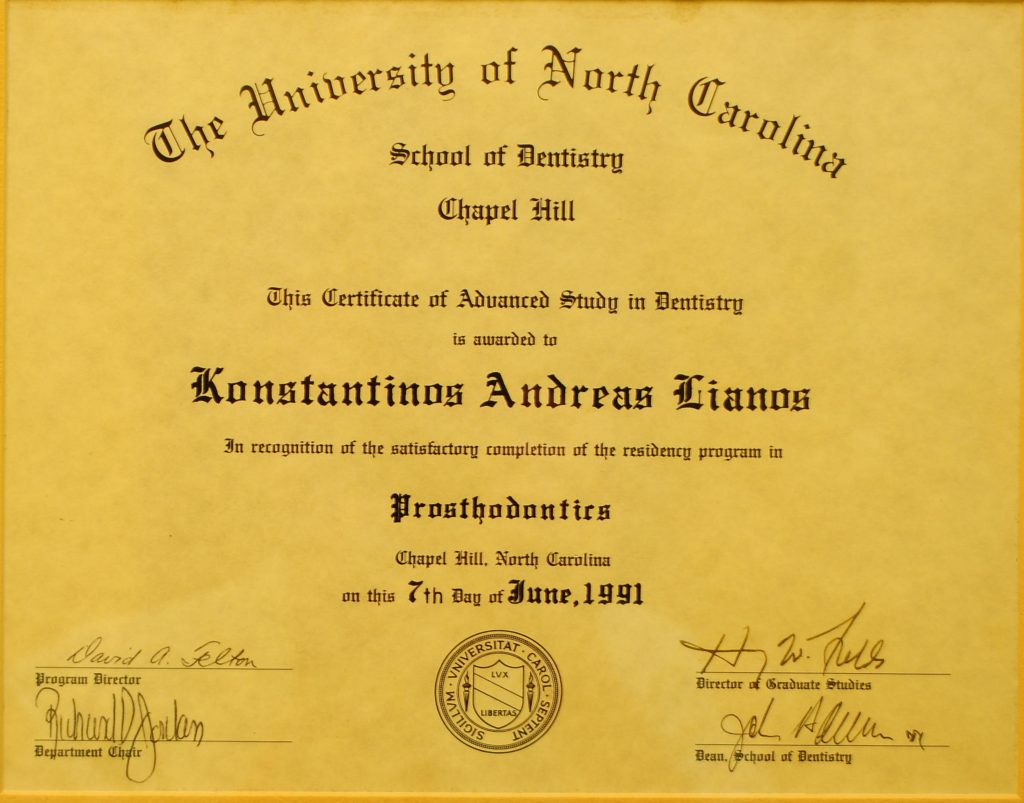 The University of North Carolina
School of Dentistry
Chapel Hill
This Certificate of Advanced Study in Dentistry
is awarded to
Konstantinos Andreas Lianos
In recognition of the satisfactory completion of the residency program in
Prosthodontics
Chapel Hill, North Carolina
on this 7th Day of June, 1991
David A. Felton
Program Director
Department Chair
SIGILLVM · VNIVERSITAT · CAROL · SEPTENT
LVX
LIBERTAS
W.
Director of Graduate Studies
John
Dean, School of Dentistry